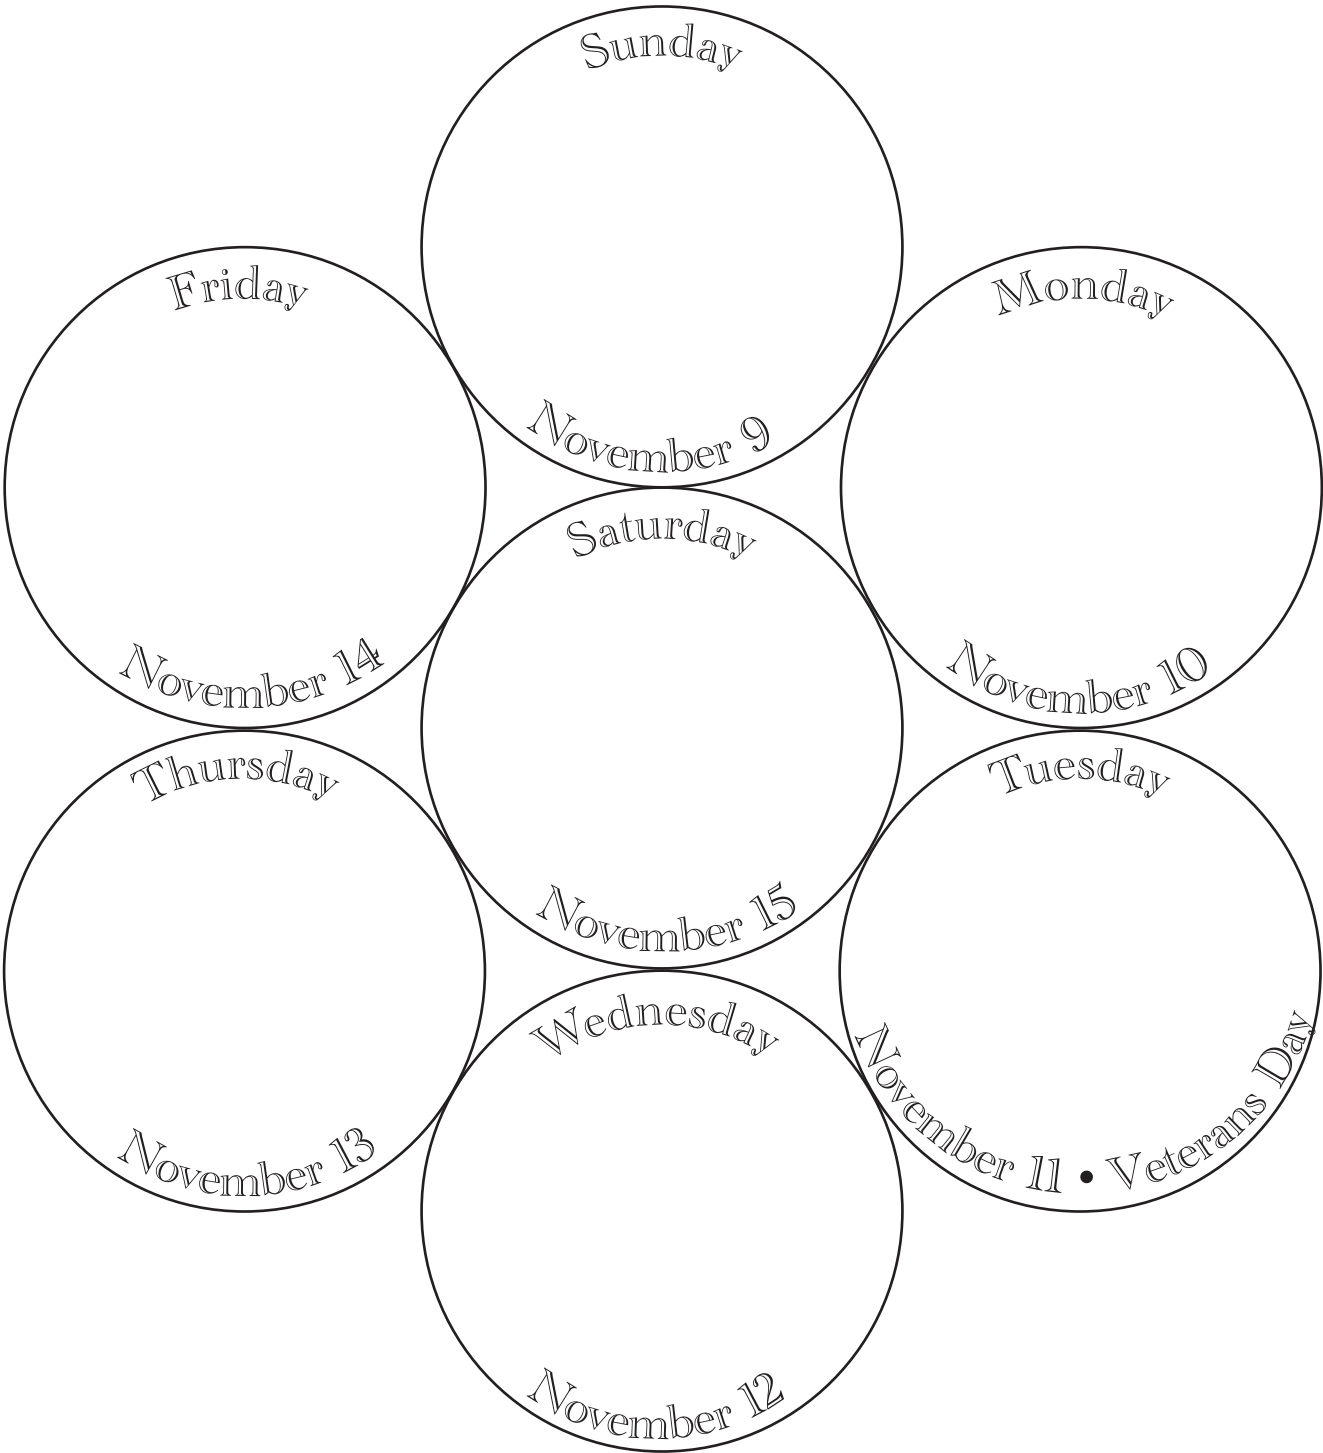 Sunday
November 9
Friday
November 14
Monday
November 10
Saturday
November 15
Thursday
November 13
Tuesday
November 11 • Veterans Day
Wednesday
November 12